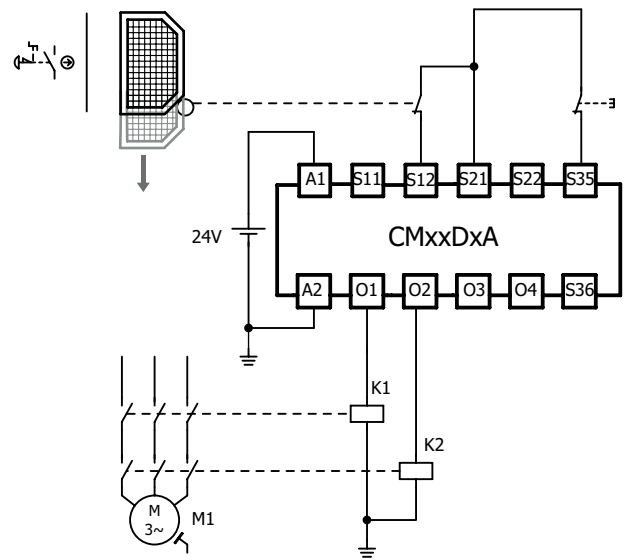 A1 S11 S12 S21 S22 S35
24V
CMxxDxA
A2 O1 O2 O3 O4 S36
K1
K2
M
3~
M1